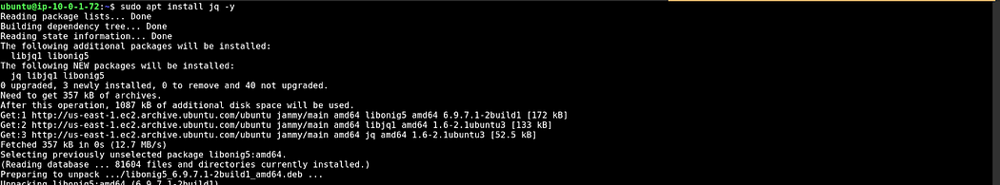 ubuntu@ip-10-0-1-72:~$ sudo apt install jq -y
Reading package lists... Done
Building dependency tree... Done
Reading state information... Done
The following additional packages will be installed:
  libjq1 libonig5
The following NEW packages will be installed:
  jq libjq1 libonig5
0 upgraded, 3 newly installed, 0 to remove and 40 not upgraded.
Need to get 357 kB of archives.
After this operation, 1087 kB of additional disk space will be used.
Get:1 http://us-east-1.ec2.archive.ubuntu.com/ubuntu jammy/main amd64 libonig5 amd64 6.9.7.1-2build1 [172 kB]
Get:2 http://us-east-1.ec2.archive.ubuntu.com/ubuntu jammy/main amd64 libjq1 amd64 1.6-2.1ubuntu3 [133 kB]
Get:3 http://us-east-1.ec2.archive.ubuntu.com/ubuntu jammy/main amd64 jq amd64 1.6-2.1ubuntu3 [52.5 kB]
Fetched 357 kB in 0s (12.7 MB/s)
Selecting previously unselected package libonig5:amd64.
(Reading database ... 81604 files and directories currently installed.)
Preparing to unpack .../libonig5_6.9.7.1-2build1_amd64.deb ...
Unpacking libonig5:amd64 (6.9.7.1-2build1)